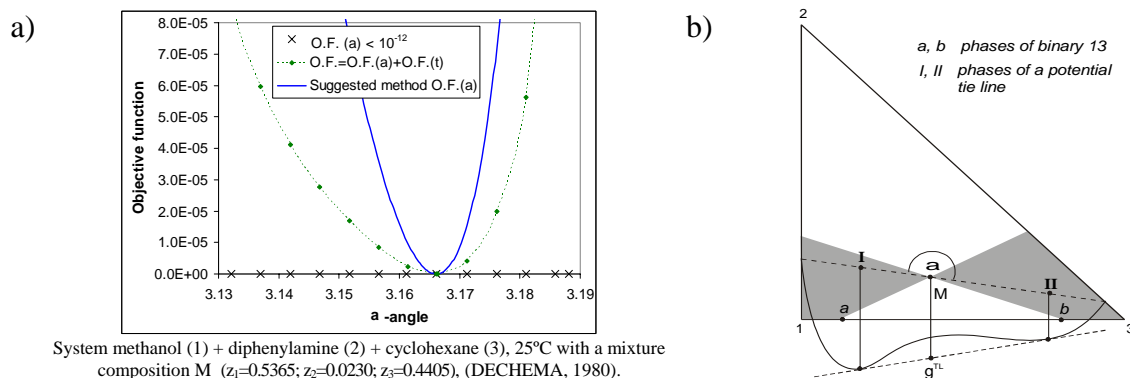 a)
Objective function
8.0E-05
7.0E-05
6.0E-05
5.0E-05
4.0E-05
3.0E-05
2.0E-05
1.0E-05
0.0E+00
O.F. (a) < 10⁻¹²
O.F.=O.F.(a)+O.F.(t)
Suggested method O.F.(a)
3.13 3.14 3.15 3.16 3.17 3.18 3.19
a -angle
System methanol (1) + diphenylamine (2) + cyclohexane (3), 25ºC with a mixture
composition M (z₁=0.5365; z₂=0.0230; z₃=0.4405), (DECHEMA, 1980).
b)
2
a, b phases of binary 13
I, II phases of a potential
tie line
I
a
M
II
a
b
1
3
gᵀᴸ